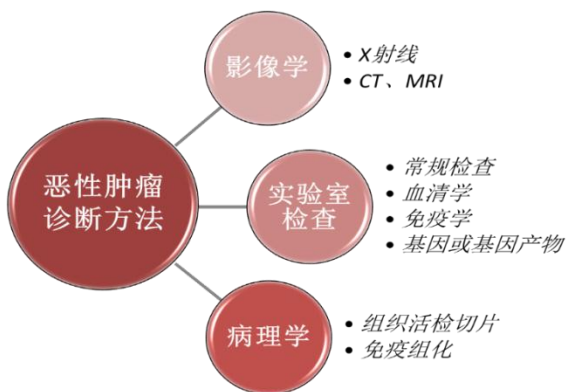 恶性肿瘤
诊断方法
影像学
• X射线
• CT、MRI
实验室
检查
• 常规检查
• 血清学
• 免疫学
• 基因或基因产物
病理学
• 组织活检切片
• 免疫组化